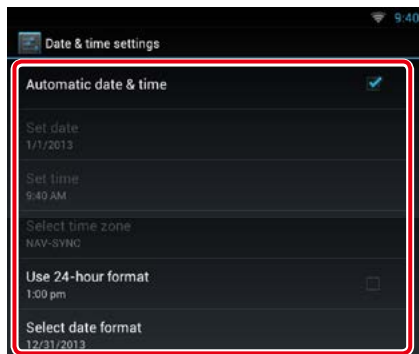 9:40
Date & time settings
Automatic date & time
Set date
1/1/2013
Set time
9:40 AM
Select time zone
NAV-SYNC
Use 24-hour format
1:00 pm
Select date format
12/31/2013